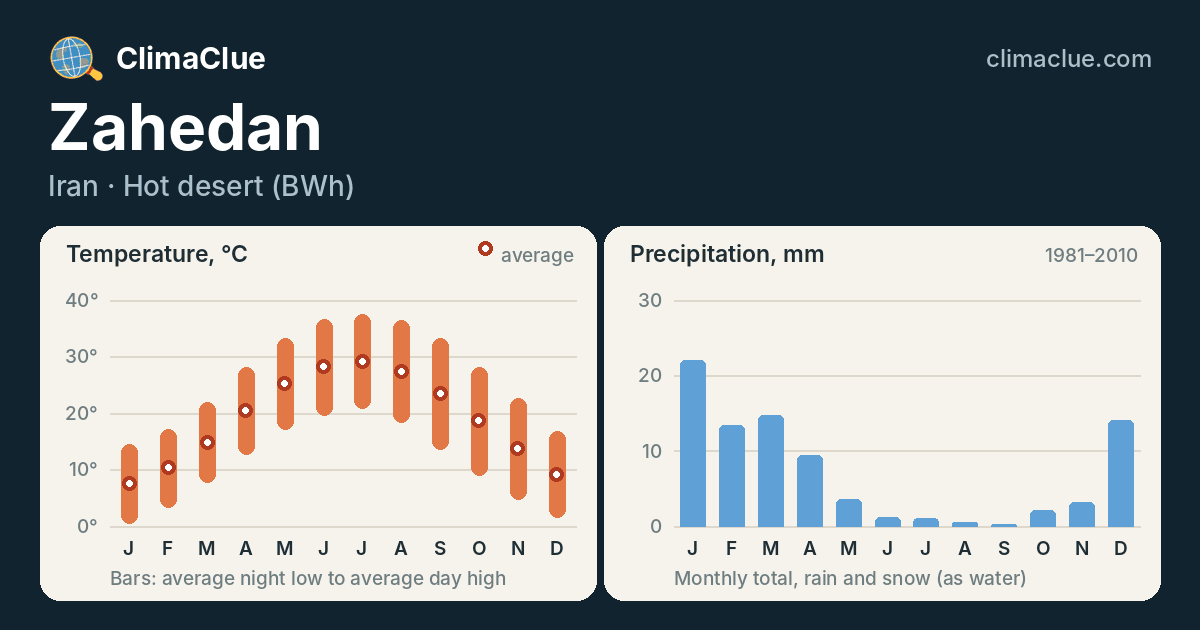 ClimaClue
climaclue.com
Zahedan
Iran · Hot desert (BWh)
Temperature, °C
average
40°
30°
20°
10°
0°
J F M A M J J A S O N D
Bars: average night low to average day high
Precipitation, mm
1981–2010
30
20
10
0
J F M A M J J A S O N D
Monthly total, rain and snow (as water)